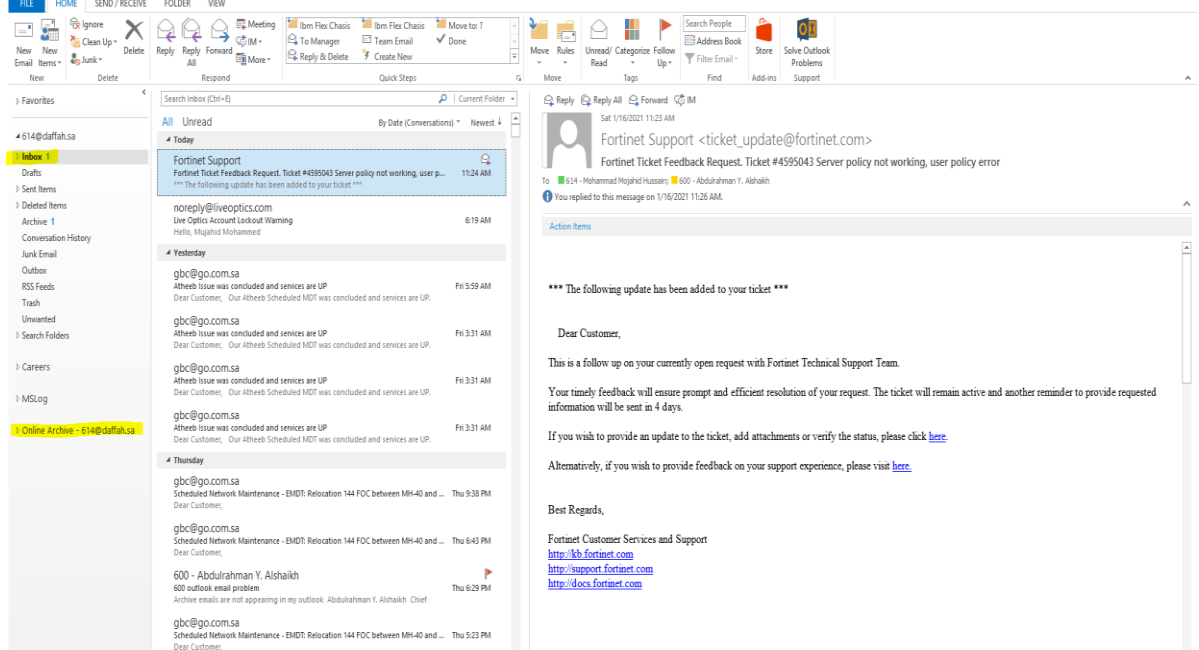 FILE HOME SEND / RECEIVE FOLDER VIEW
New Email
New Items
New
Ignore
Clean Up
Junk
Delete
Delete
Reply
Reply All
Forward
Meeting
IM
More
Respond
Ibm Flex Chasis
To Manager
Reply & Delete
Ibm Flex Chasis
Team Email
Create New
Move to: ?
Done
Quick Steps
Move
Rules
Move
Unread/ Read
Categorize
Follow Up
Tags
Search People
Address Book
Filter Email
Find
Store
Add-ins
Solve Outlook Problems
Support
Favorites
614@daffah.sa
Inbox 1
Drafts
Sent Items
Deleted Items
Archive 1
Conversation History
Junk Email
Outbox
RSS Feeds
Trash
Unwanted
Search Folders
Careers
MSLog
Online Archive - 614@daffah.sa
Search Inbox (Ctrl+E) Current Folder
All Unread By Date (Conversations) Newest ↓
Today
Fortinet Support
Fortinet Ticket Feedback Request. Ticket #4595043 Server policy not working, user p... 11:24 AM
*** The following update has been added to your ticket ***
noreply@liveoptics.com
Live Optics Account Lockout Warning 6:19 AM
Hello, Mujahid Mohammed
Yesterday
gbc@go.com.sa
Atheeb Issue was concluded and services are UP Fri 5:59 AM
Dear Customer, Our Atheeb Scheduled MDT was concluded and services are UP.
gbc@go.com.sa
Atheeb Issue was concluded and services are UP Fri 3:31 AM
Dear Customer, Our Atheeb Scheduled MDT was concluded and services are UP.
gbc@go.com.sa
Atheeb Issue was concluded and services are UP Fri 3:31 AM
Dear Customer, Our Atheeb Scheduled MDT was concluded and services are UP.
gbc@go.com.sa
Atheeb Issue was concluded and services are UP Fri 3:31 AM
Dear Customer, Our Atheeb Scheduled MDT was concluded and services are UP.
Thursday
gbc@go.com.sa
Scheduled Network Maintenance - EMDT: Relocation 144 FOC between MH-40 and ... Thu 9:38 PM
Dear Customer,
gbc@go.com.sa
Scheduled Network Maintenance - EMDT: Relocation 144 FOC between MH-40 and ... Thu 6:43 PM
Dear Customer,
600 - Abdulrahman Y. Alshaikh
600 outlook email problem Thu 6:29 PM
Archive emails are not appearing in my outlook Abdulrahman Y. Alshaikh Chief
gbc@go.com.sa
Scheduled Network Maintenance - EMDT: Relocation 144 FOC between MH-40 and ... Thu 5:23 PM
Dear Customer,
Reply Reply All Forward IM
Sat 1/16/2021 11:23 AM
Fortinet Support <ticket_update@fortinet.com>
Fortinet Ticket Feedback Request. Ticket #4595043 Server policy not working, user policy error
To 614 - Mohammad Mojahid Hussain; 600 - Abdulrahman Y. Alshaikh
You replied to this message on 1/16/2021 11:26 AM.
Action Items
*** The following update has been added to your ticket ***
Dear Customer,
This is a follow up on your currently open request with Fortinet Technical Support Team.
Your timely feedback will ensure prompt and efficient resolution of your request. The ticket will remain active and another reminder to provide requested
information will be sent in 4 days.
If you wish to provide an update to the ticket, add attachments or verify the status, please click here.
Alternatively, if you wish to provide feedback on your support experience, please visit here.
Best Regards,
Fortinet Customer Services and Support
http://kb.fortinet.com
http://support.fortinet.com
http://docs.fortinet.com